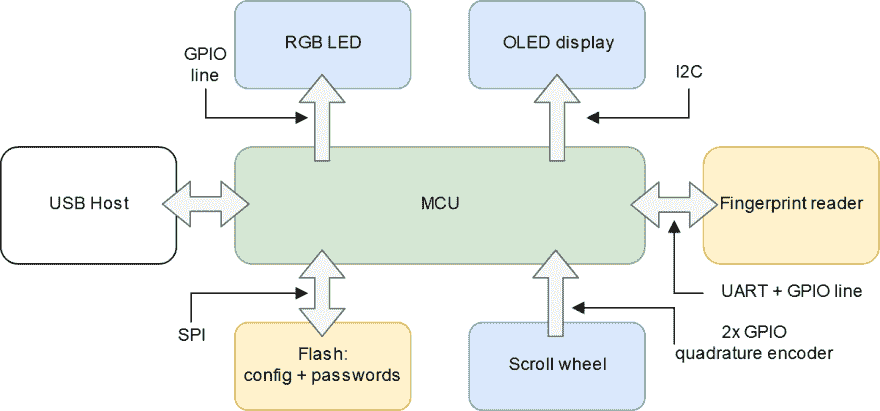 GPIO
line
RGB LED
OLED display
I2C
USB Host
MCU
Fingerprint reader
SPI
Flash:
config + passwords
Scroll wheel
UART + GPIO line
2x GPIO
quadrature encoder